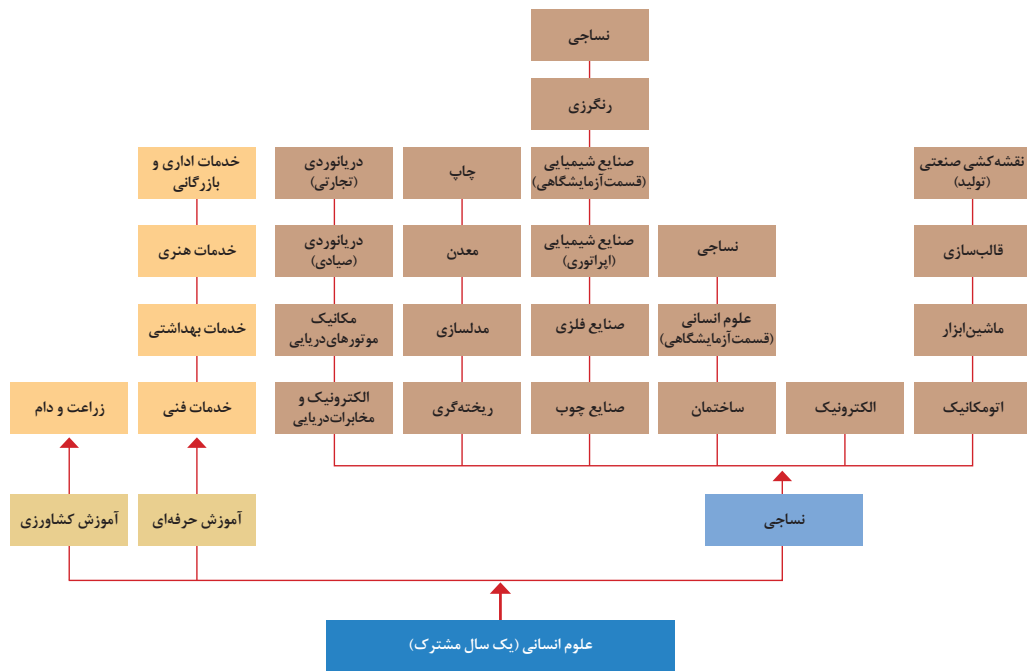 نساجی
رنگرزی
نقشه‌کشی صنعتی
(تولید)
صنایع شیمیایی
(قسمت‌آزمایشگاهی)
چاپ
دریانوردی
(تجارتی)
خدمات اداری و
بازرگانی
قالب‌سازی
نساجی
صنایع شیمیایی
(اپراتوری)
معدن
دریانوردی
(صیادی)
خدمات هنری
ماشین‌ابزار
علوم انسانی
(قسمت‌آزمایشگاهی)
صنایع فلزی
مدلسازی
مکانیک
موتورهای‌دریایی
خدمات بهداشتی
اتومکانیک
الکترونیک
ساختمان
صنایع چوب
ریخته‌گری
الکترونیک و
مخابرات‌دریایی
خدمات فنی
زراعت و دام
نساجی
آموزش حرفه‌ای
آموزش کشاورزی
علوم انسانی (یک سال مشترک)